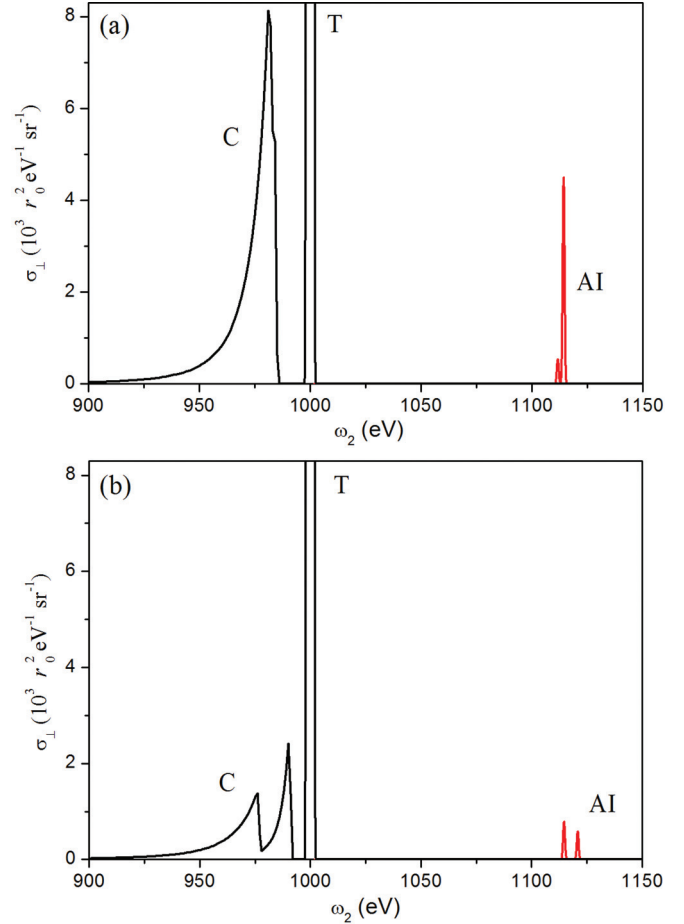 (a)
T
C
AI
σ⊥ (10³ r₀² eV⁻¹ sr⁻¹)
8
6
4
2
0
900 950 1000 1050 1100 1150
ω₂ (eV)
(b)
T
C
AI
σ⊥ (10³ r₀² eV⁻¹ sr⁻¹)
8
6
4
2
0
900 950 1000 1050 1100 1150
ω₂ (eV)